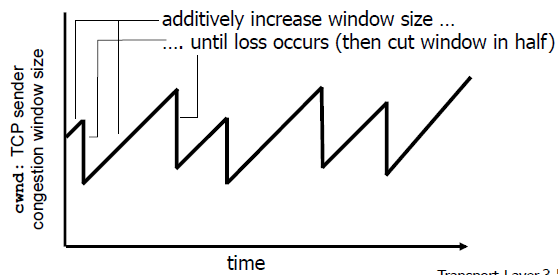 additively increase window size …
…. until loss occurs (then cut window in half)
cwnd: TCP sender
congestion window size
time